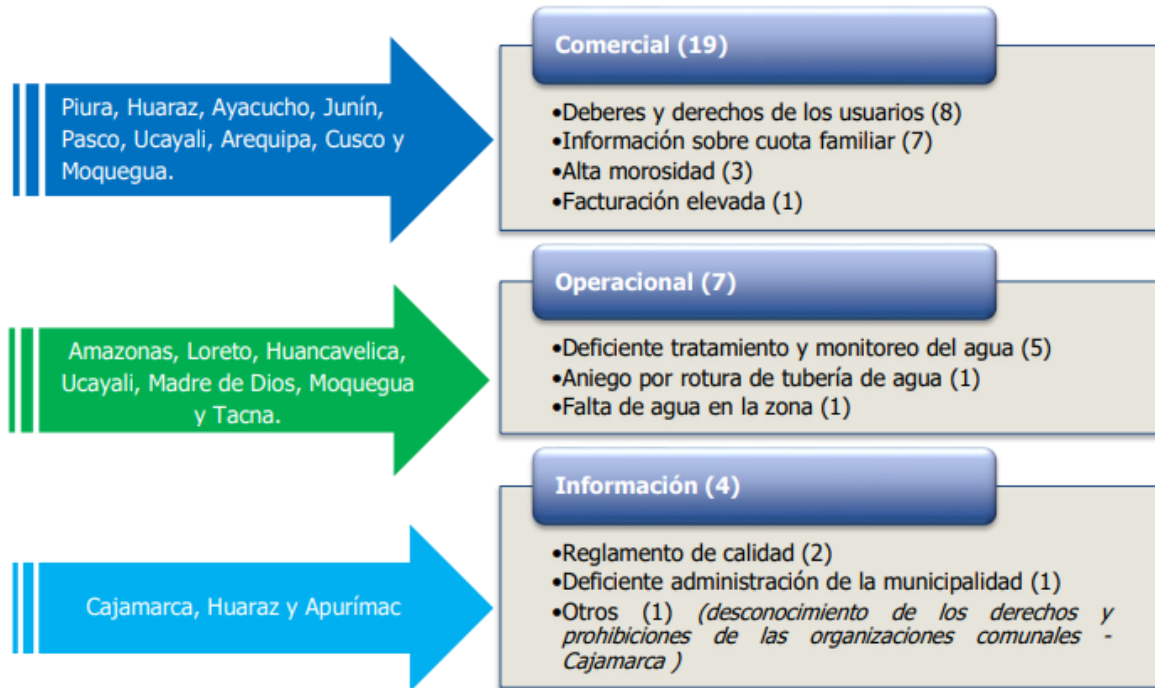 Comercial (19)
Piura, Huaraz, Ayacucho, Junín,
Pasco, Ucayali, Arequipa, Cusco y
Moquegua.
•Deberes y derechos de los usuarios (8)
•Información sobre cuota familiar (7)
•Alta morosidad (3)
•Facturación elevada (1)
Operacional (7)
Amazonas, Loreto, Huancavelica,
Ucayali, Madre de Dios, Moquegua
y Tacna.
•Deficiente tratamiento y monitoreo del agua (5)
•Aniego por rotura de tubería de agua (1)
•Falta de agua en la zona (1)
Información (4)
Cajamarca, Huaraz y Apurímac
•Reglamento de calidad (2)
•Deficiente administración de la municipalidad (1)
•Otros (1) (desconocimiento de los derechos y
prohibiciones de las organizaciones comunales -
Cajamarca )